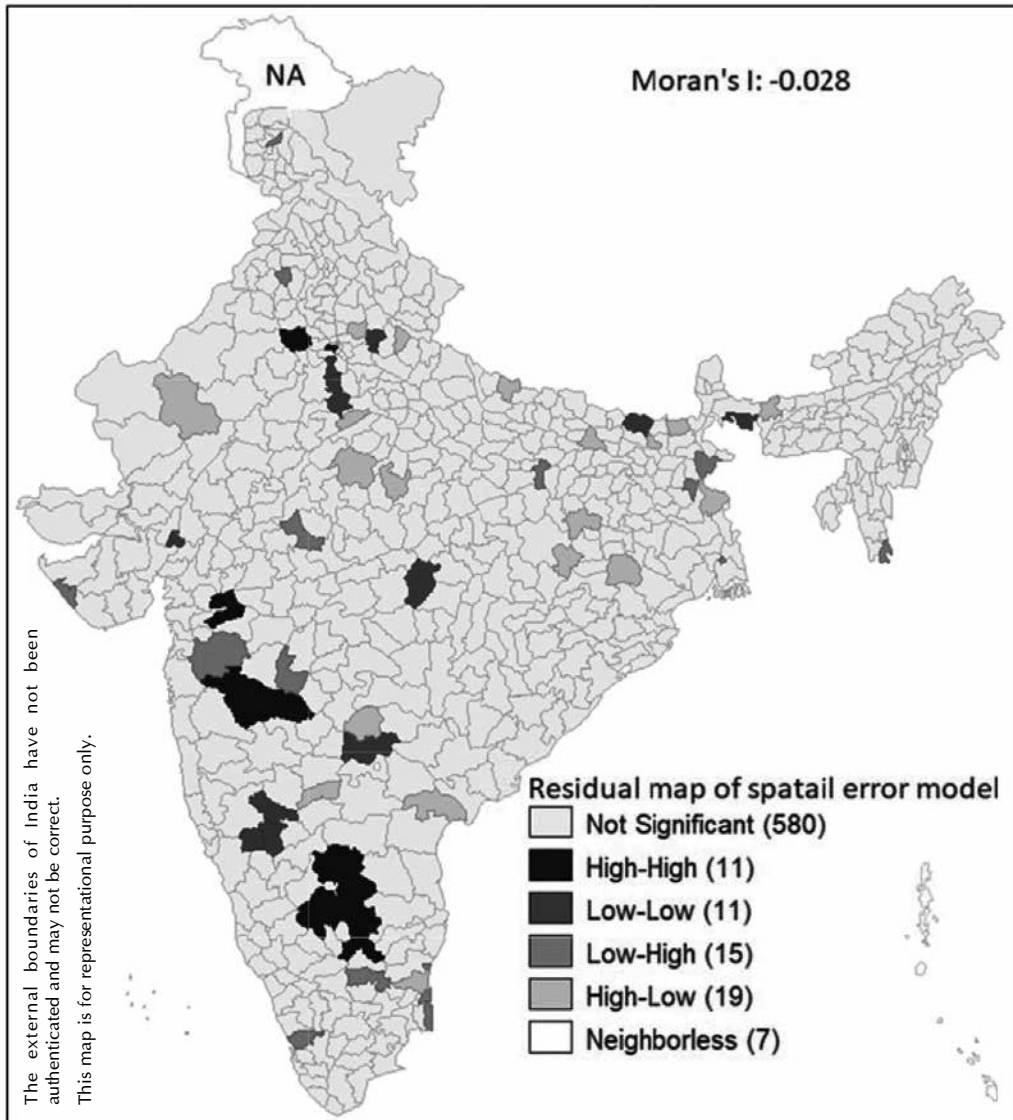 NA
Moran's I: -0.028
Residual map of spatail error model
Not Significant (580)
High-High (11)
Low-Low (11)
Low-High (15)
High-Low (19)
Neighborless (7)
The external boundaries of India have not been
authenticated and may not be correct.
This map is for representational purpose only.